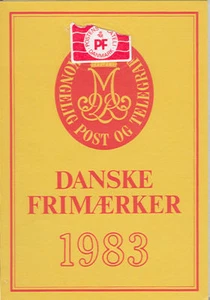 PF
KONGELIG POST OG TELEGRAF
DANSKE
FRIMÆRKER
1983